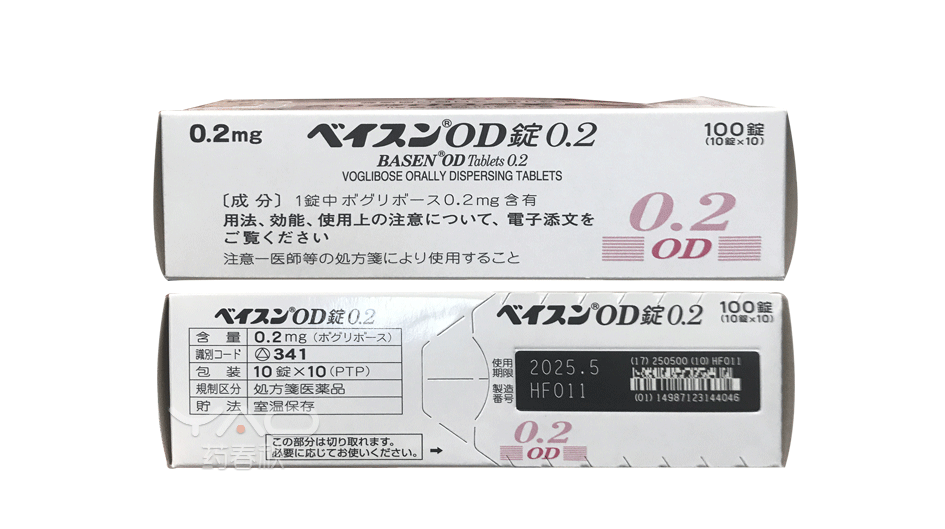 0.2mg
ベイスン®OD錠0.2
100錠
(10錠×10)
BASEN®OD Tablets 0.2
VOGLIBOSE ORALLY DISPERSING TABLETS
〔成分〕 1錠中 ボグリボース0.2mg 含有
用法、効能、使用上の注意について、電子添文を
ご覧ください
注意－医師等の処方箋により使用すること
0.2
OD
ベイスン®OD錠0.2
含量 0.2mg (ボグリボース)
識別コード 341
包装 10錠×10(PTP)
規制区分 処方箋医薬品
貯法 室温保存
この部分は切り取れます。
必要に応じてお使いください。 ➡
ベイスン®OD錠0.2
100錠
(10錠×10)
使用期限 2025.5
製造番号 HF011
(17) 250500 (10) HF011
(01) 14987123144046
0.2
OD
YAO
药春秋